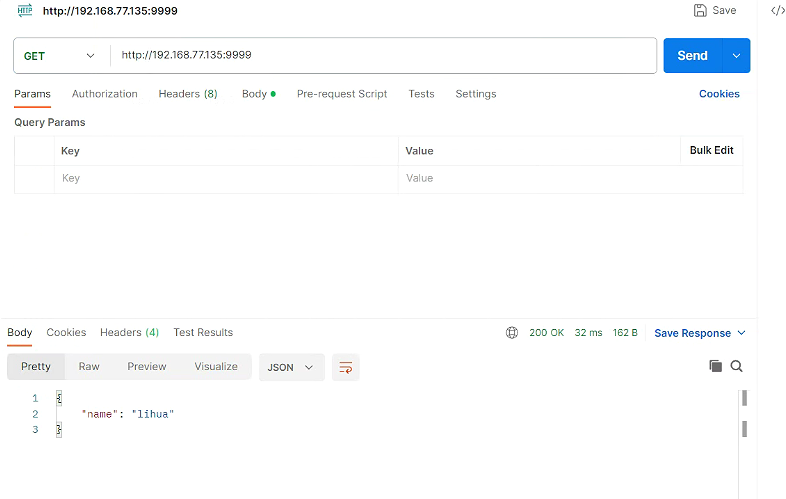 HTTP http://192.168.77.135:9999 Save </>
GET http://192.168.77.135:9999 Send
Params Authorization Headers (8) Body Pre-request Script Tests Settings Cookies
Query Params
Key Value Bulk Edit
Key Value
Body Cookies Headers (4) Test Results 200 OK 32 ms 162 B Save Response
Pretty Raw Preview Visualize JSON
1 {
2 "name": "lihua"
3 }